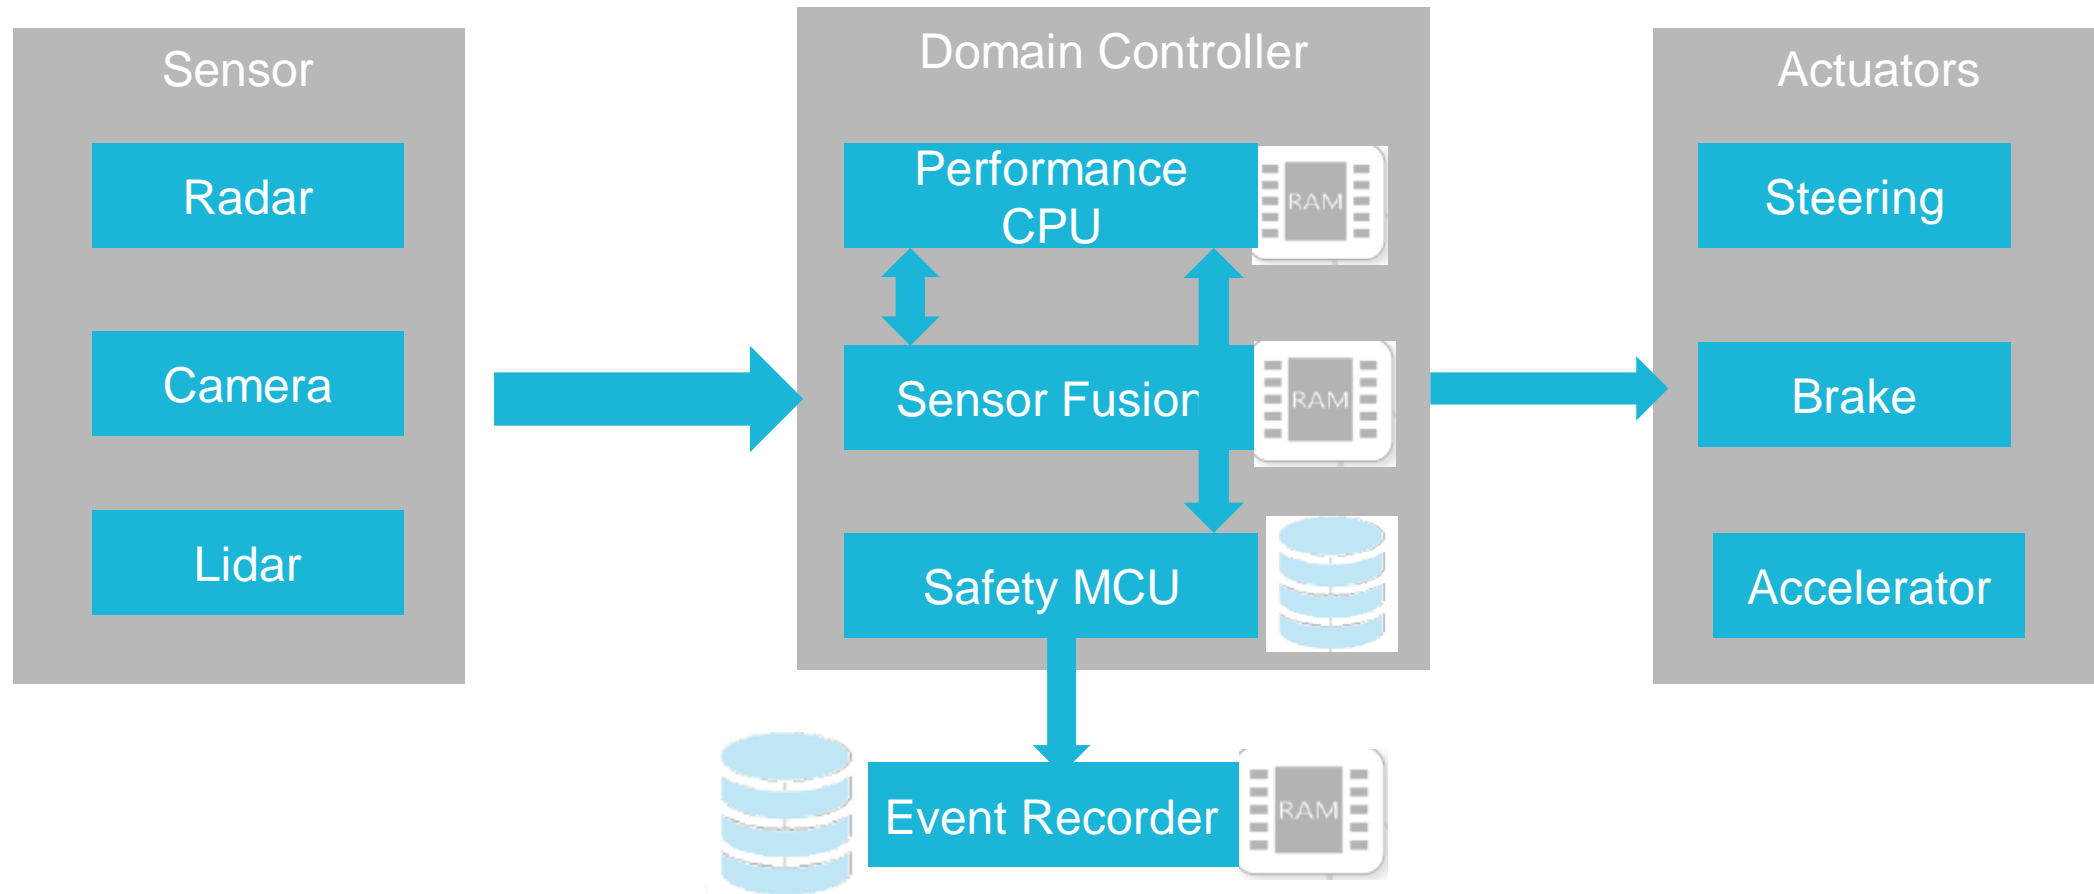 Sensor
Radar
Camera
Lidar
Domain Controller
Performance
CPU
RAM
Sensor Fusion
RAM
Safety MCU
Event Recorder
RAM
Actuators
Steering
Brake
Accelerator